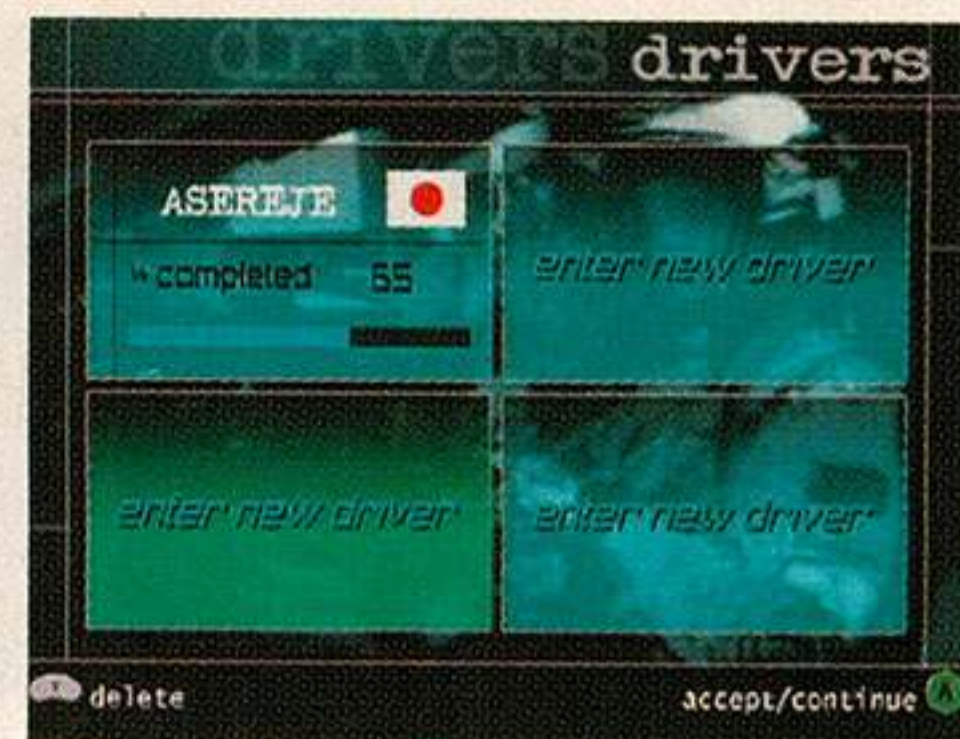 drivers drivers
ASEREJE
% completed 65
enter new driver
enter new driver
enter new driver
Y delete
accept/continue A